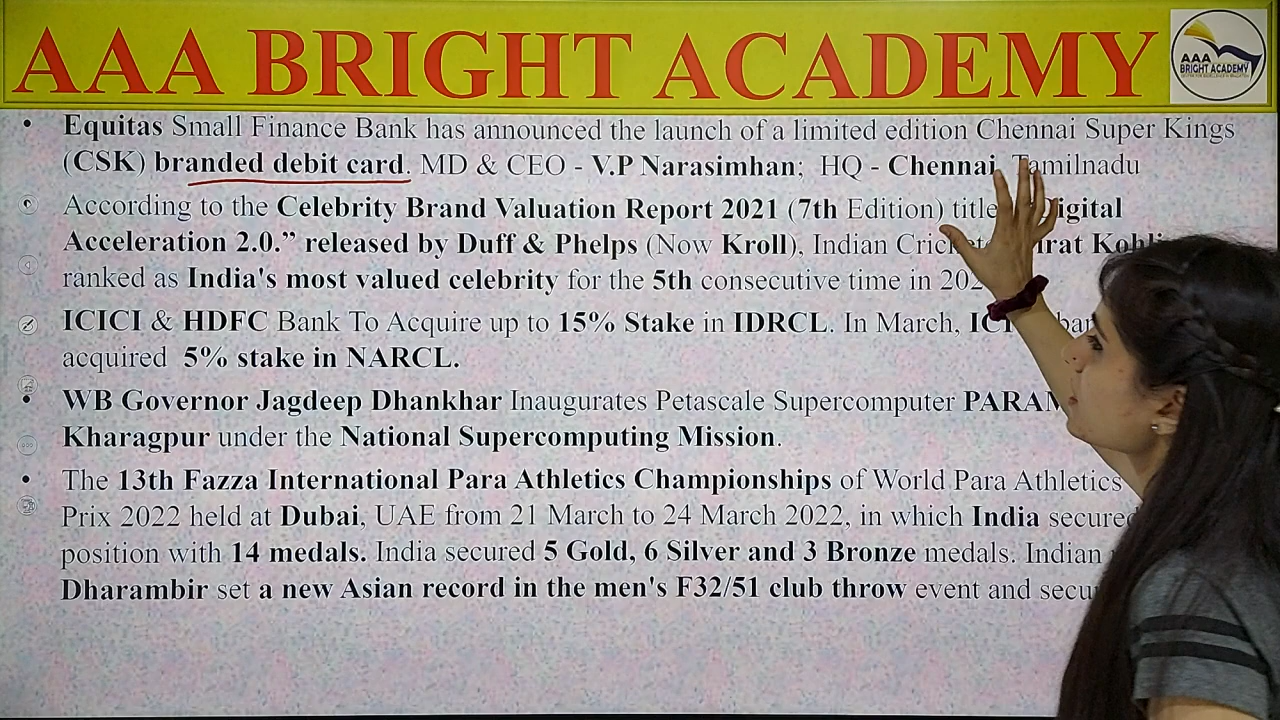 AAA BRIGHT ACADEMY
AAA
BRIGHT ACADEMY
• Equitas Small Finance Bank has announced the launch of a limited edition Chennai Super Kings
(CSK) branded debit card. MD & CEO - V.P Narasimhan; HQ - Chennai, Tamilnadu
According to the Celebrity Brand Valuation Report 2021 (7th Edition) title igital
Acceleration 2.0.” released by Duff & Phelps (Now Kroll), Indian Kohli
ranked as India's most valued celebrity for the 5th consecutive time in
ICICI & HDFC Bank To Acquire up to 15% Stake in IDRCL. In March,
acquired 5% stake in NARCL.
• WB Governor Jagdeep Dhankhar Inaugurates Petascale Supercomputer
Kharagpur under the National Supercomputing Mission.
• The 13th Fazza International Para Athletics Championships of World Para Athletics
Prix 2022 held at Dubai, UAE from 21 March to 24 March 2022, in which India secured
position with 14 medals. India secured 5 Gold, 6 Silver and 3 Bronze medals. Indian
Dharambir set a new Asian record in the men's F32/51 club throw event and